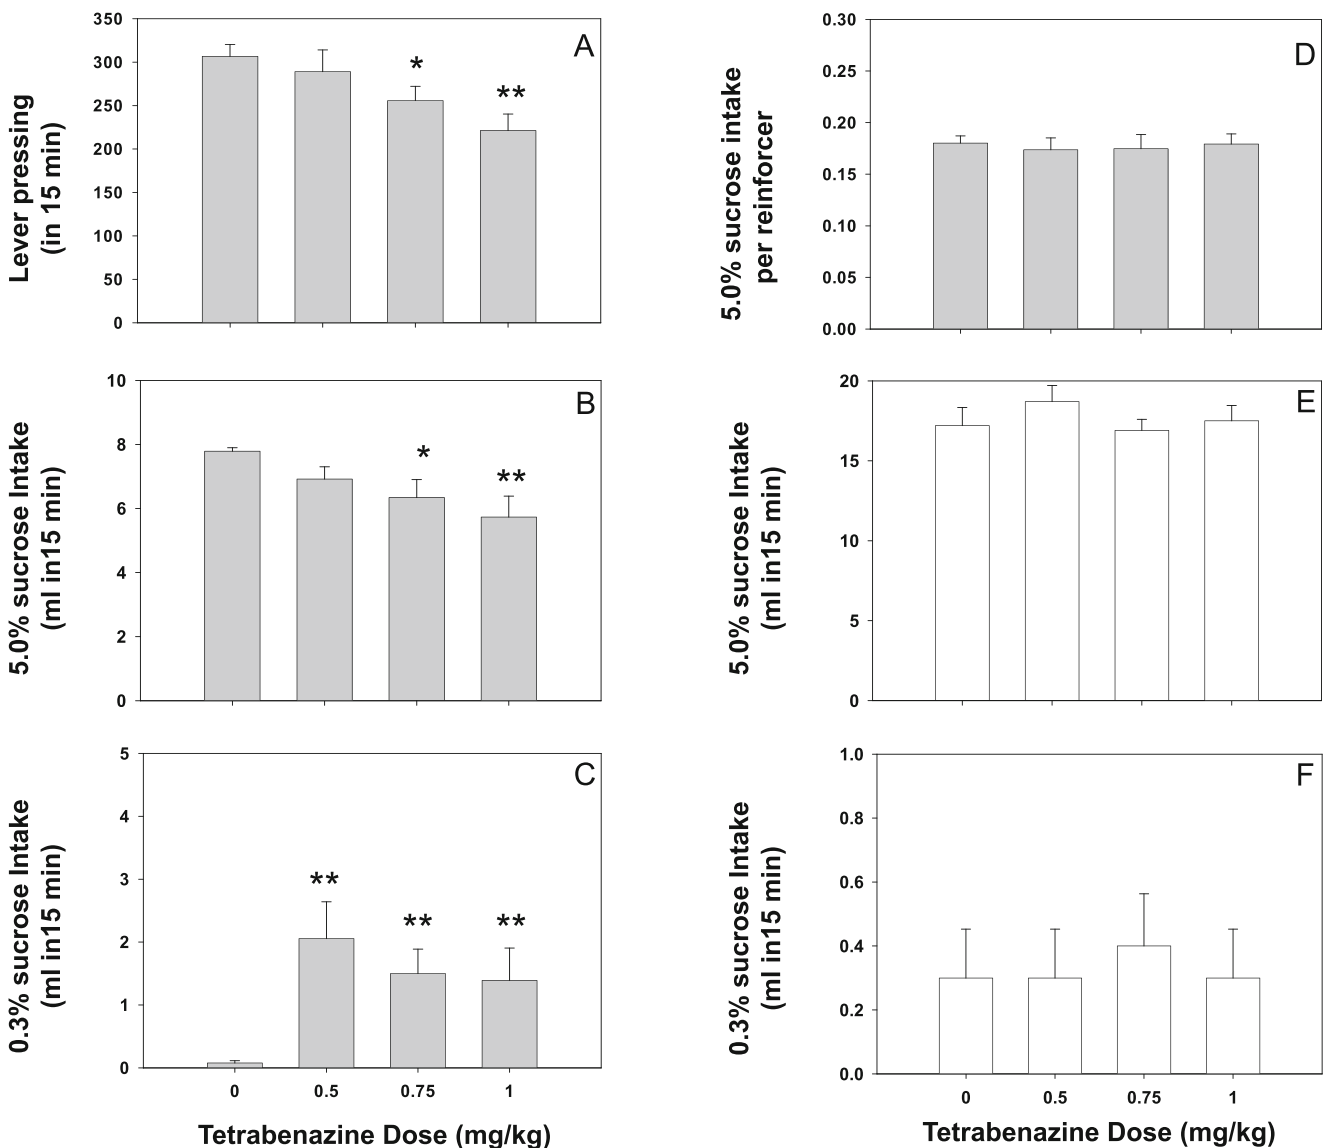 Lever pressing
(in 15 min)
350
300
250
200
150
100
50
0
A
*
**
5.0% sucrose intake
per reinforcer
0.30
0.25
0.20
0.15
0.10
0.05
0.00
D
5.0% sucrose Intake
(ml in15 min)
10
8
6
4
2
0
B
*
**
5.0% sucrose Intake
(ml in15 min)
20
15
10
5
0
E
0.3% sucrose Intake
(ml in15 min)
5
4
3
2
1
0
C
**
**
**
0 0.5 0.75 1
Tetrabenazine Dose (mg/kg)
0.3% sucrose Intake
(ml in15 min)
1.0
0.8
0.6
0.4
0.2
0.0
F
0 0.5 0.75 1
Tetrabenazine Dose (mg/kg)